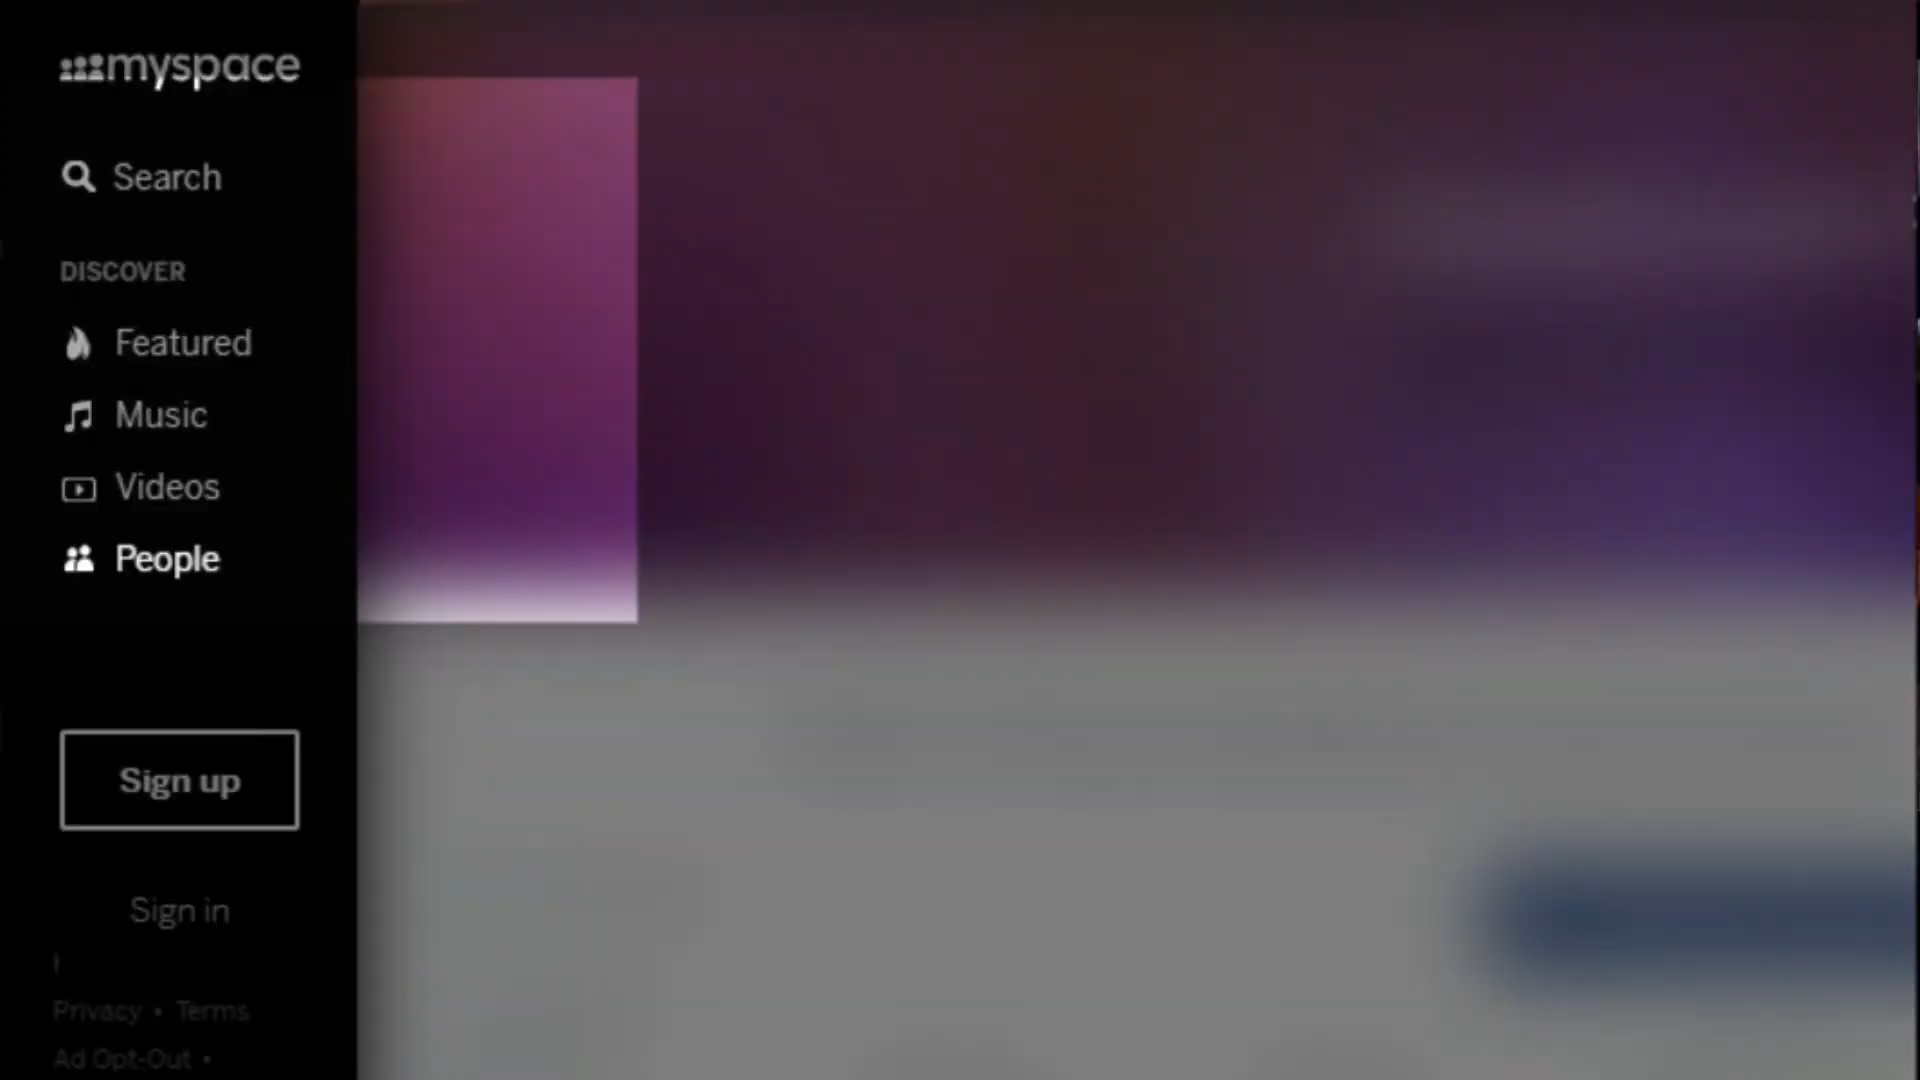 myspace
Search
DISCOVER
Featured
Music
Videos
People
Sign up
Sign in
Privacy • Terms
Ad Opt-Out •